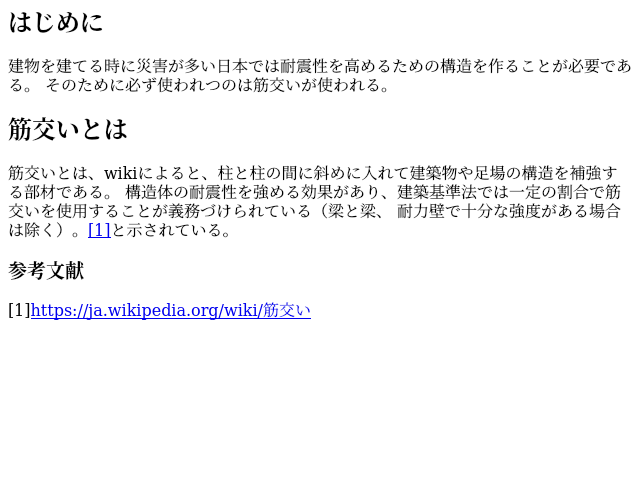 はじめに
建物を建てる時に災害が多い日本では耐震性を高めるための構造を作ることが必要であ
る。 そのために必ず使われつのは筋交いが使われる。
筋交いとは
筋交いとは、wikiによると、柱と柱の間に斜めに入れて建築物や足場の構造を補強す
る部材である。 構造体の耐震性を強める効果があり、建築基準法では一定の割合で筋
交いを使用することが義務づけられている（梁と梁、 耐力壁で十分な強度がある場合
は除く）。[1]と示されている。
参考文献
[1]https://ja.wikipedia.org/wiki/筋交い